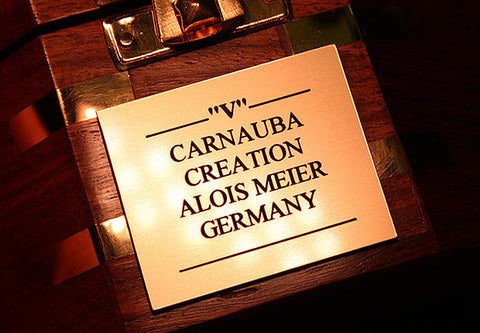 "V"
CARNAUBA
CREATION
ALOIS MEIER
GERMANY